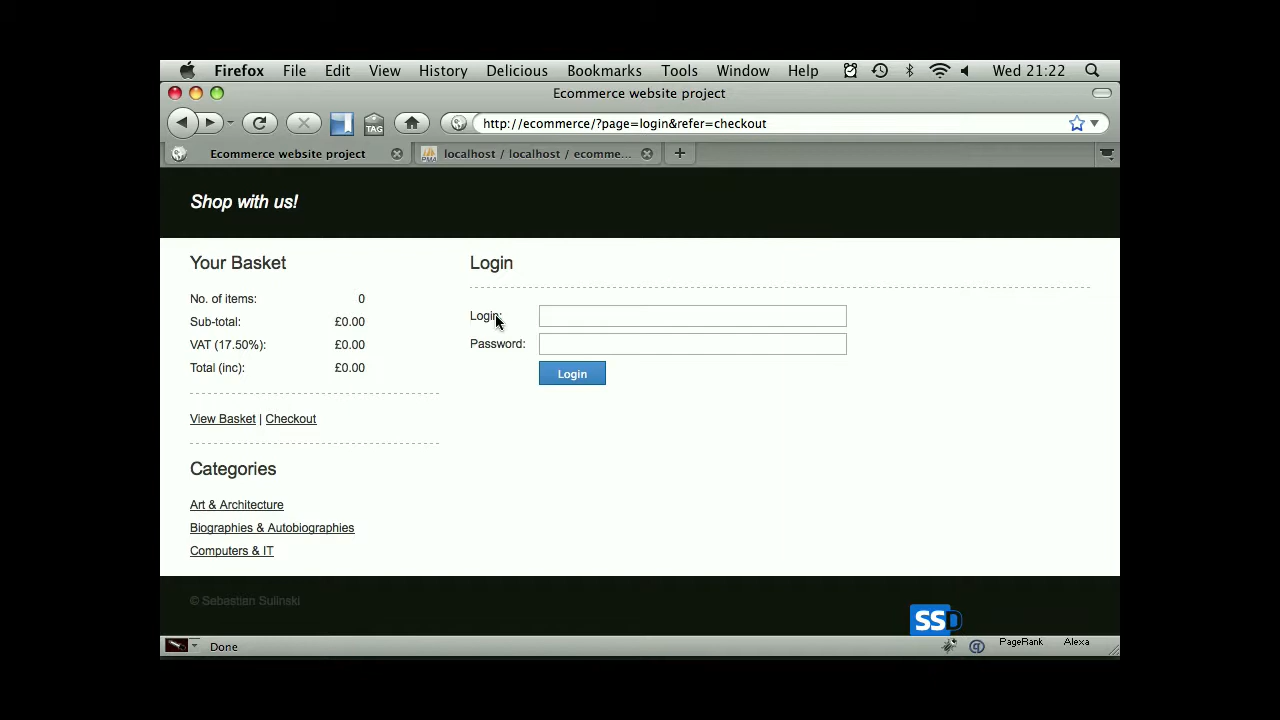 Firefox File Edit View History Delicious Bookmarks Tools Window Help Wed 21:22
Ecommerce website project
TAG http://ecommerce/?page=login&refer=checkout
Ecommerce website project PMA localhost / localhost / ecomme... +
Shop with us!
Your Basket
No. of items: 0
Sub-total: £0.00
VAT (17.50%): £0.00
Total (inc): £0.00
View Basket | Checkout
Categories
Art & Architecture
Biographies & Autobiographies
Computers & IT
Login
Login:
Password:
Login
© Sebastian Sulinski
SSD
Done PageRank Alexa